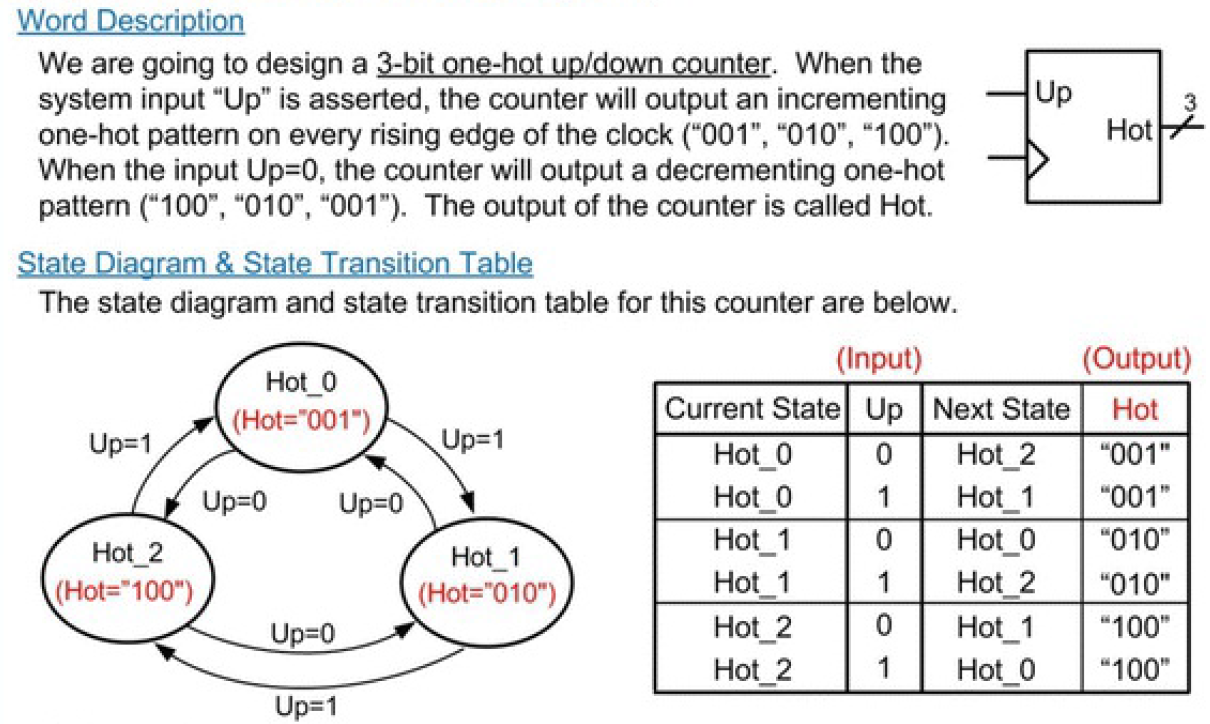 Word Description
We are going to design a 3-bit one-hot up/down counter. When the
system input “Up” is asserted, the counter will output an incrementing
one-hot pattern on every rising edge of the clock (“001”, “010”, “100”).
When the input Up=0, the counter will output a decrementing one-hot
pattern (“100”, “010”, “001”). The output of the counter is called Hot.
Up
Hot
3
State Diagram & State Transition Table
The state diagram and state transition table for this counter are below.
Hot_0
(Hot="001")
Up=1
Up=1
Up=0
Up=0
Hot_2
(Hot="100")
Hot_1
(Hot="010")
Up=0
Up=1
(Input) (Output)
Current State Up Next State Hot
Hot_0 0 Hot_2 “001"
Hot_0 1 Hot_1 “001”
Hot_1 0 Hot_0 “010”
Hot_1 1 Hot_2 “010"
Hot_2 0 Hot_1 “100”
Hot_2 1 Hot_0 “100”